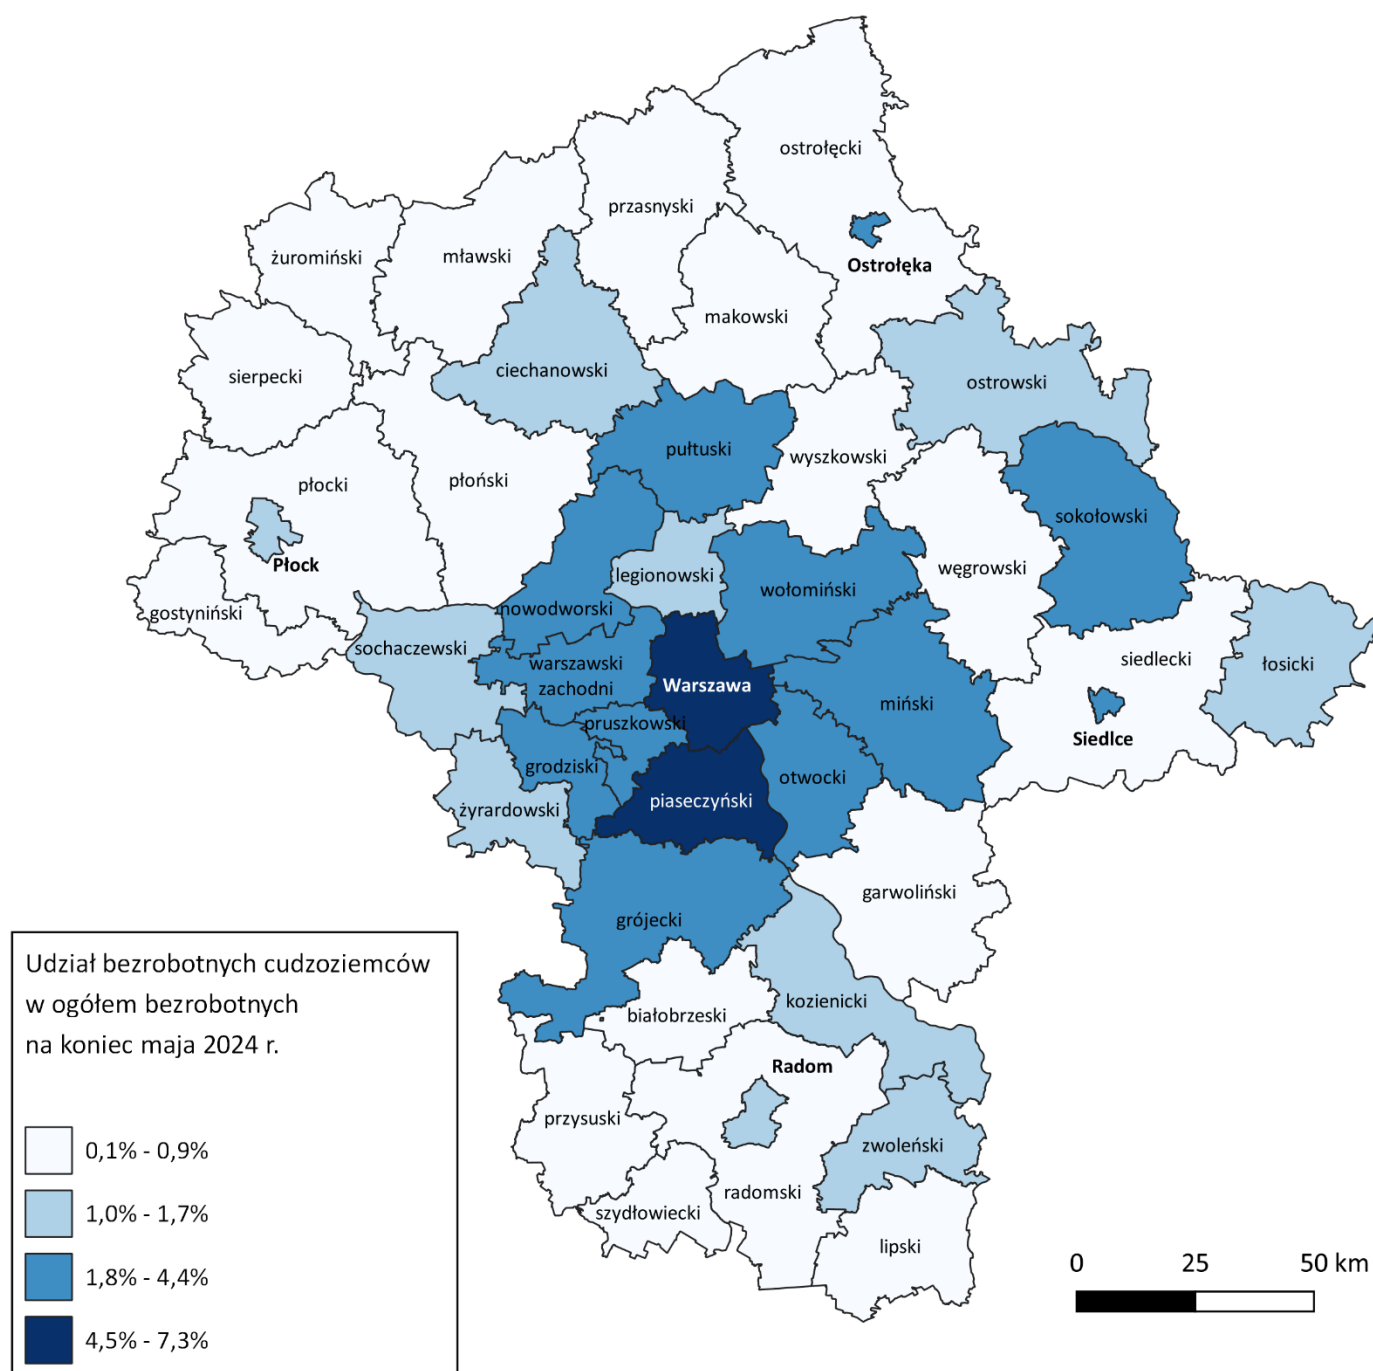 ostrołęcki
przasnyski
żuromiński
mławski
Ostrołęka
makowski
sierpecki
ciechanowski
ostrowski
pułtuski
wyszkowski
płocki
płoński
sokołowski
Płock
legionowski
wołomiński
węgrowski
gostyniński
nowodworski
sochaczewski
warszawski
zachodni
Warszawa
siedlecki
łosicki
miński
pruszkowski
Siedlce
grodziski
otwocki
piaseczyński
żyrardowski
garwoliński
grójecki
kozienicki
białobrzeski
Radom
przysuski
zwoleński
radomski
szydłowiecki
lipski
Udział bezrobotnych cudzoziemców
w ogółem bezrobotnych
na koniec maja 2024 r.
0,1% - 0,9%
1,0% - 1,7%
1,8% - 4,4%
4,5% - 7,3%
0 25 50 km